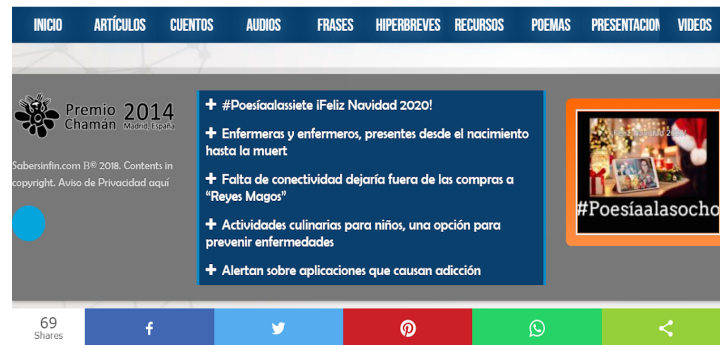 INICIO ARTÍCULOS CUENTOS AUDIOS FRASES HIPERBREVES RECURSOS POEMAS PRESENTACION VIDEOS
Premio 2014
Chamán Madrid, España
Sabersinfin.com B© 2018. Contents in
copyright. Aviso de Privacidad aquí
+ #Poesíaalassiete ¡Feliz Navidad 2020!
+ Enfermeras y enfermeros, presentes desde el nacimiento
hasta la muert
+ Falta de conectividad dejaría fuera de las compras a
“Reyes Magos”
+ Actividades culinarias para niños, una opción para
prevenir enfermedades
+ Alertan sobre aplicaciones que causan adicción
¡Feliz Navidad 2020!
#Poesíaalasocho
69
Shares